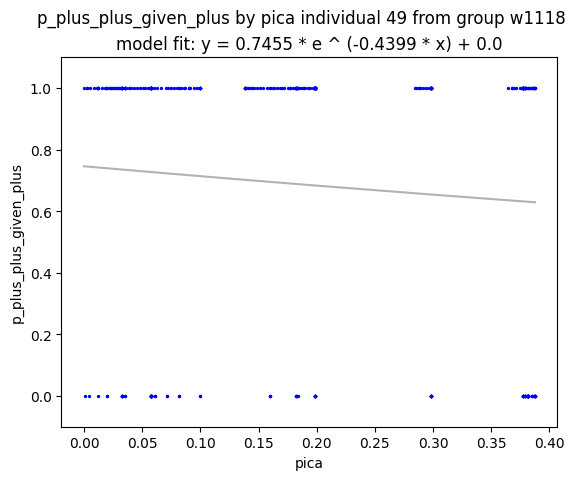 p_plus_plus_given_plus by pica individual 49 from group w1118
model fit: y = 0.7455 * e ^ (-0.4399 * x) + 0.0
1.0
0.8
0.6
0.4
0.2
0.0
p_plus_plus_given_plus
0.00 0.05 0.10 0.15 0.20 0.25 0.30 0.35 0.40
pica